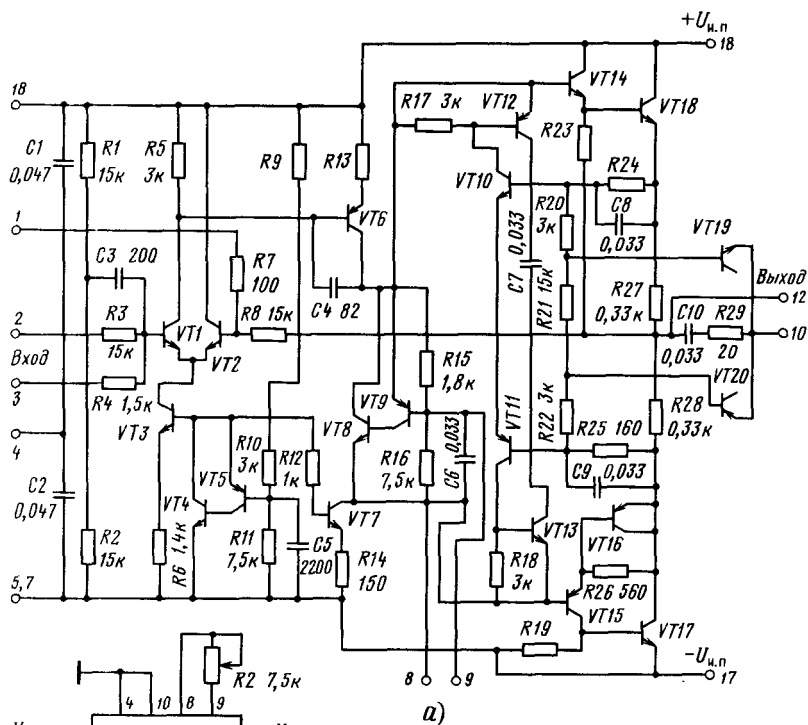 +Uи.п
18
18
C1
0,047
R1
15к
R5
3к
R9
R13
R17 3к
VT12
VT14
VT18
R23
R24
VT10
VT6
C8
0,033
R20
3к
VT19
1
C3 200
R7
100
0,033
C7
C4 82
R21 15к
R27
0,33к
Выход
12
C10
R29
0,033
20
10
2
R3
15к
VT1
VT2
R8 15к
Вход
3
R4 1,5к
R15
1,8к
VT11
VT20
R22 3к
R25 160
R28
0,33к
VT3
VT8
VT9
4
VT4
VT5
R10
3к
R12
1к
R16
7,5к
C6
0,033
C9 0,033
C2
0,047
R2
15к
R6 1,4к
R11
7,5к
C5
2200
VT7
R14
150
VT13
VT16
R18
3к
R26 560
VT15
5,7
R19
VT17
−Uи.п
17
8
9
а)
R2 7,5к
4
10
8
9